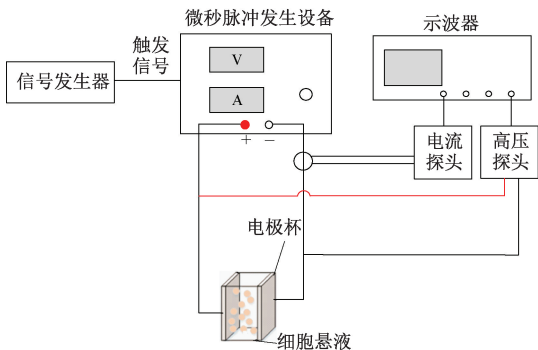 微秒脉冲发生设备
示波器
触发
信号
信号发生器
V
A
+ −
电流
探头
高压
探头
电极杯
细胞悬液